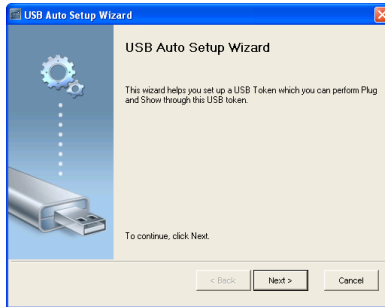 USB Auto Setup Wizard
USB Auto Setup Wizard
This wizard helps you set up a USB Token which you can perform Plug
and Show through this USB token.
To continue, click Next.
< Back
Next >
Cancel